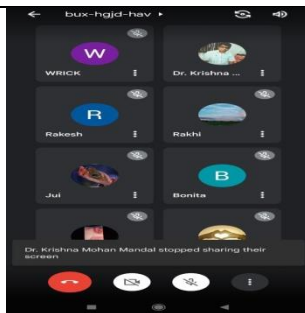 bux-hgjd-hav
W
WRICK
Dr. Krishna ...
R
Rakesh
Rakhi
Jui
B
Bonita
Dr. Krishna Mohan Mandal stopped sharing their
screen